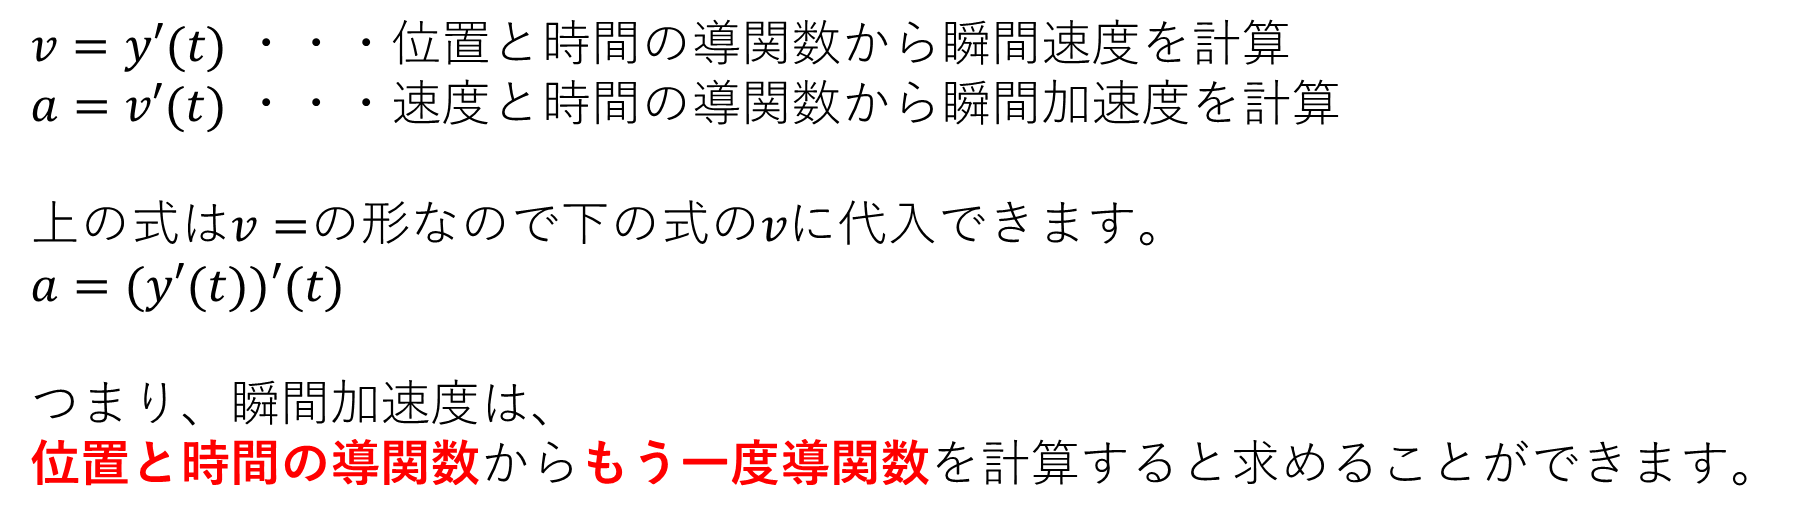 v = y′(t) ・・・位置と時間の導関数から瞬間速度を計算
a = v′(t) ・・・速度と時間の導関数から瞬間加速度を計算
上の式はv =の形なので下の式のvに代入できます。
a = (y′(t))′(t)
つまり、瞬間加速度は、
位置と時間の導関数からもう一度導関数を計算すると求めることができます。